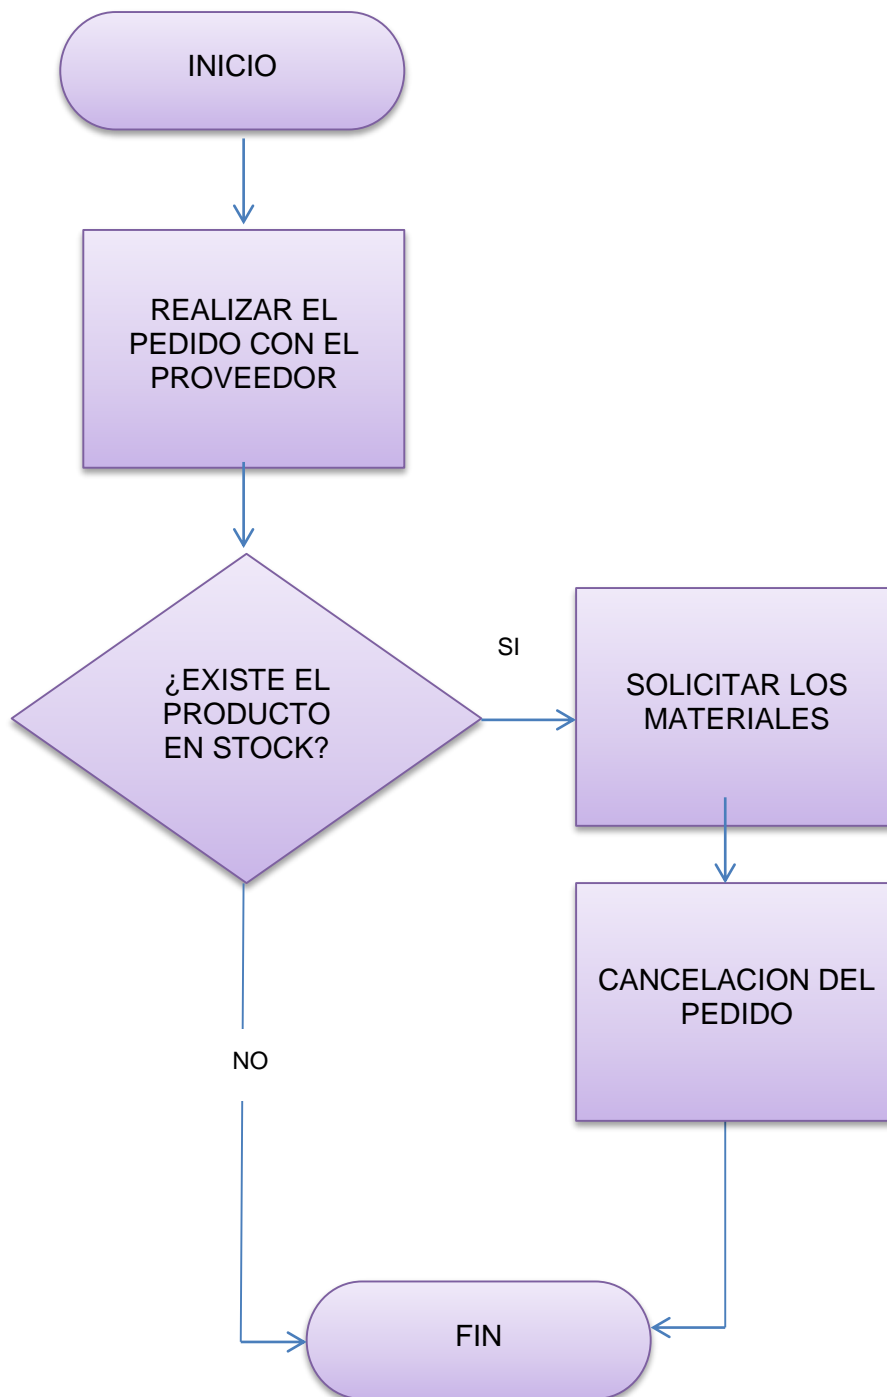 INICIO
REALIZAR EL
PEDIDO CON EL
PROVEEDOR
¿EXISTE EL
PRODUCTO
EN STOCK?
SI
SOLICITAR LOS
MATERIALES
CANCELACION DEL
PEDIDO
NO
FIN